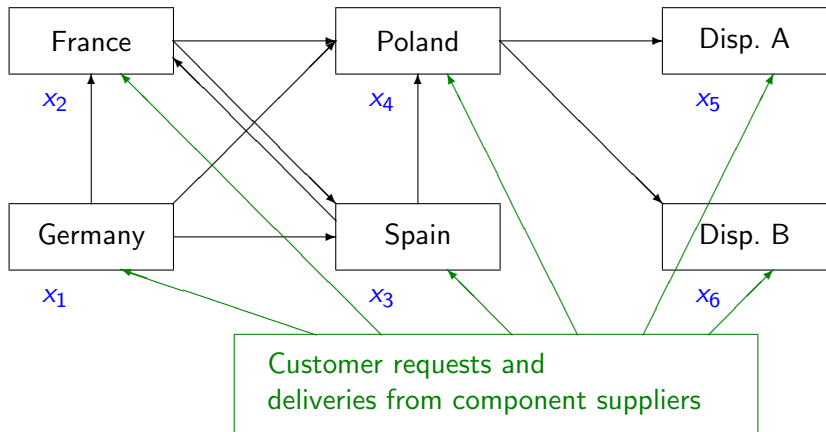 France
Poland
Disp. A
x2
x4
x5
Germany
Spain
Disp. B
x1
x3
x6
Customer requests and
deliveries from component suppliers